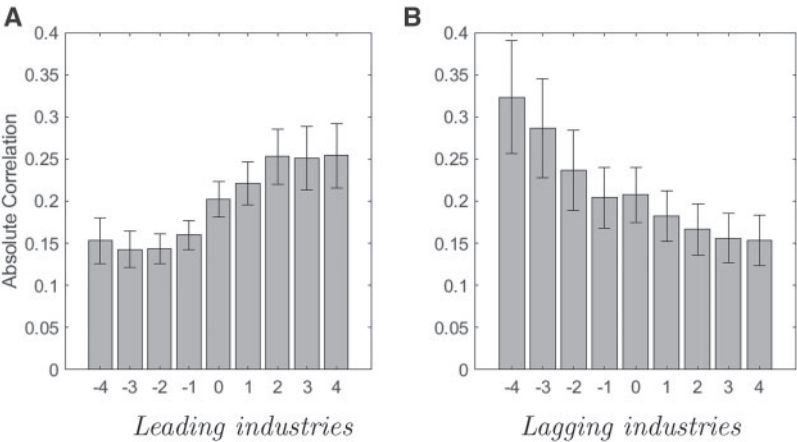 A
B
Absolute Correlation
0.4
0.35
0.3
0.25
0.2
0.15
0.1
0.05
0
-4 -3 -2 -1 0 1 2 3 4
Leading industries
0.4
0.35
0.3
0.25
0.2
0.15
0.1
0.05
0
-4 -3 -2 -1 0 1 2 3 4
Lagging industries